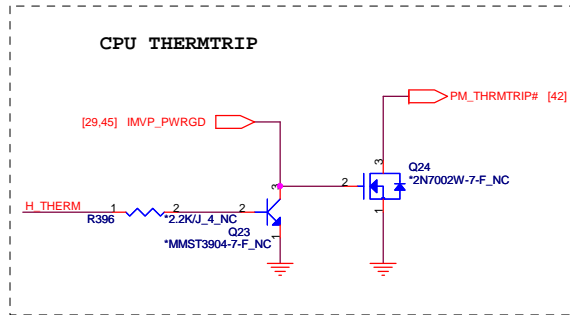 CPU THERMTRIP
PM_THRMTRIP# [42]
[29,45] IMVP_PWRGD
3
3
Q24
2
*2N7002W-7-F_NC
H_THERM
1
2
2
1
R396
*2.2K/J_4_NC
Q23
1
*MMST3904-7-F_NC